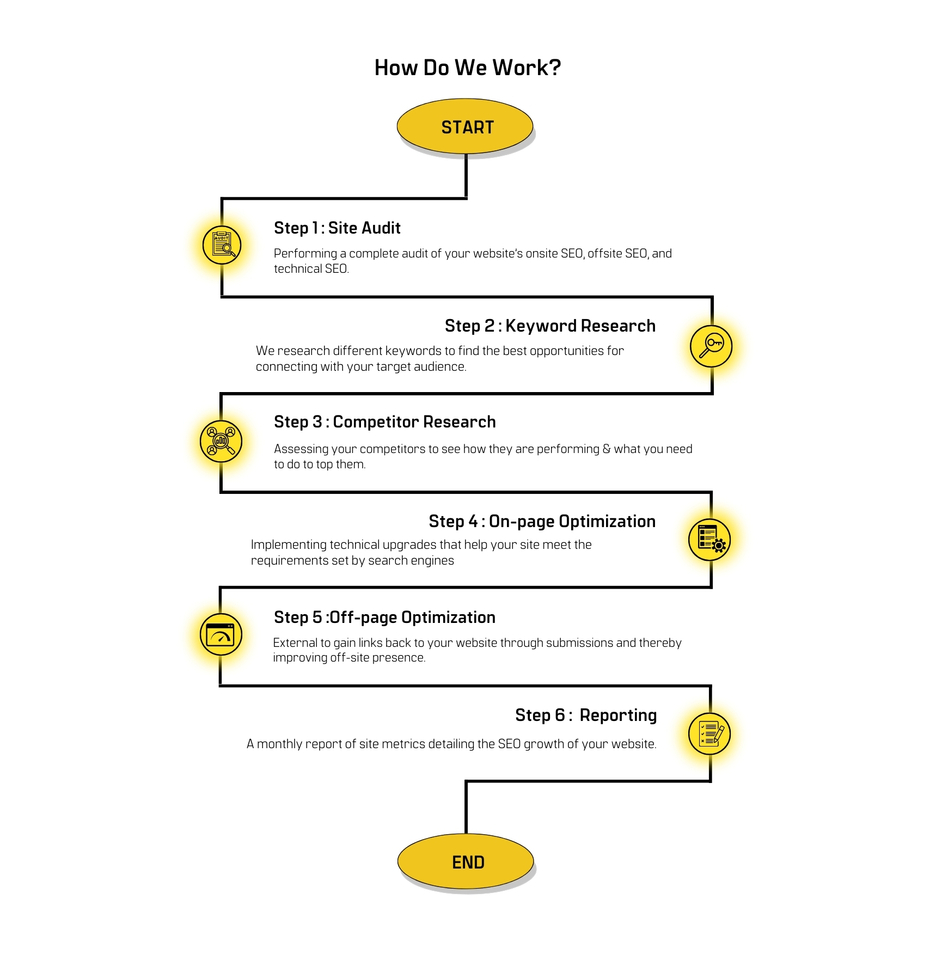 How Do We Work?
START
Step 1 : Site Audit
Performing a complete audit of your website's onsite SEO, offsite SEO, and
technical SEO.
Step 2 : Keyword Research
We research different keywords to find the best opportunities for
connecting with your target audience.
Step 3 : Competitor Research
Assessing your competitors to see how they are performing & what you need
to do to top them.
Step 4 : On-page Optimization
Implementing technical upgrades that help your site meet the
requirements set by search engines
Step 5 :Off-page Optimization
External to gain links back to your website through submissions and thereby
improving off-site presence.
Step 6 : Reporting
A monthly report of site metrics detailing the SEO growth of your website.
END